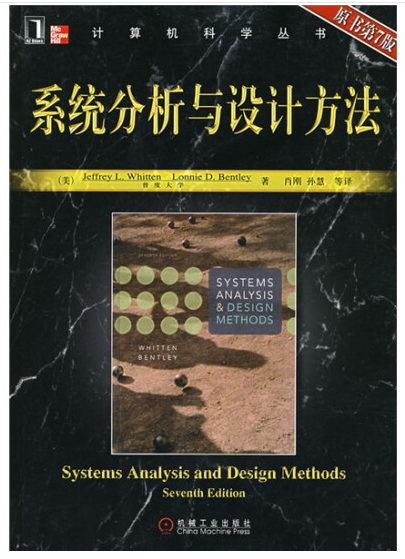 Mc
Graw
Hill
计算机科学丛书
原书第7版
系统分析与设计方法
(美) Jeffrey L. Whitten Lonnie D. Bentley 著 肖刚 孙慧 等译
普度大学
SEVENTH EDITION
SYSTEMS
ANALYSIS
& DESIGN
METHODS
WHITTEN
BENTLEY
Systems Analysis and Design Methods
Seventh Edition
机械工业出版社
China Machine Press